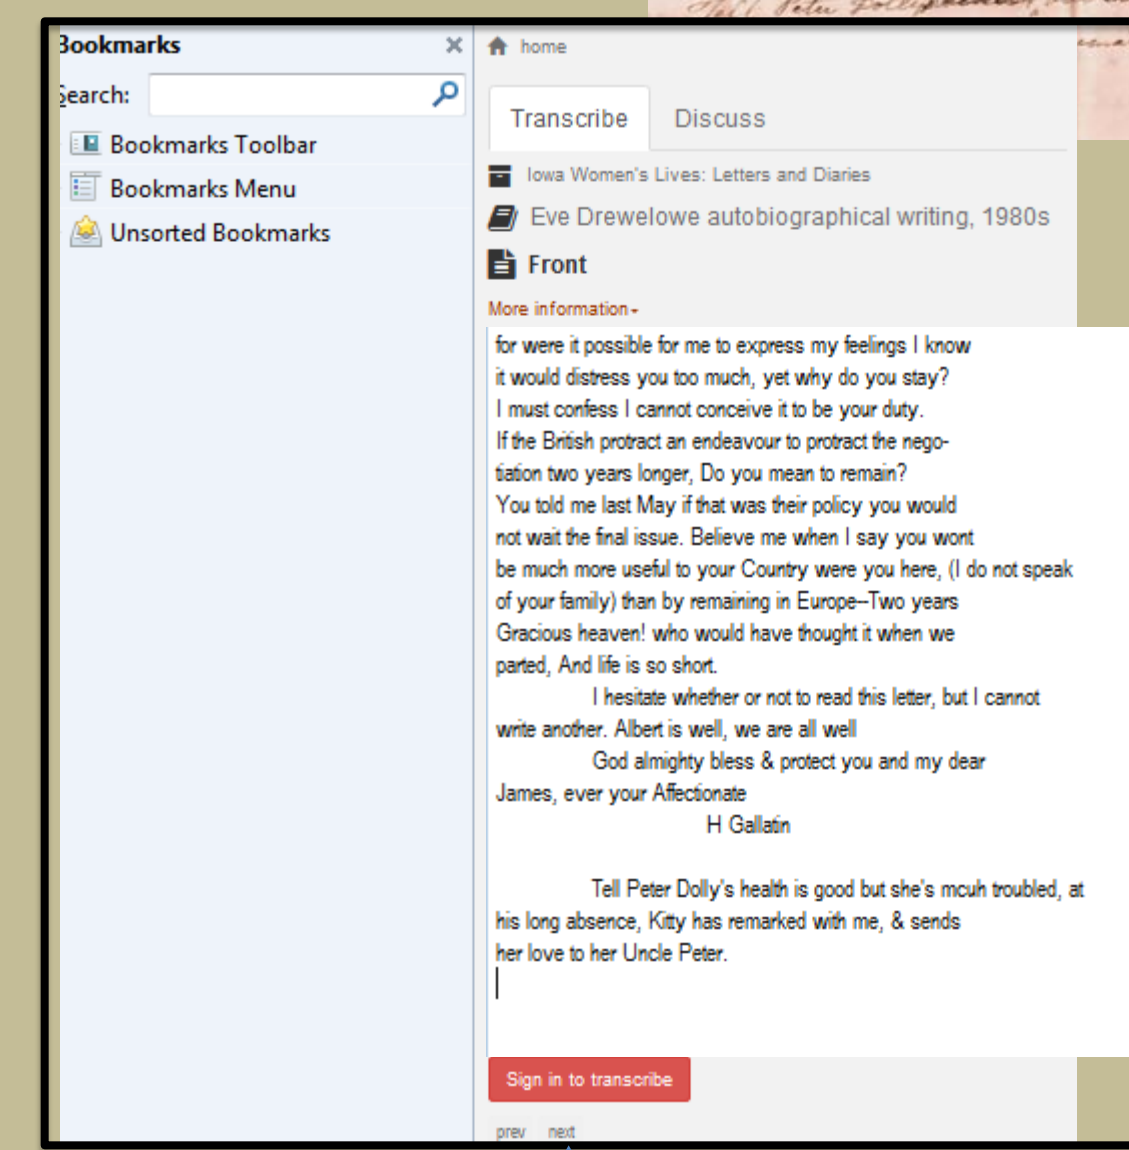 Tell Peter Dolly's
Bookmarks
home
Search:
Transcribe Discuss
Bookmarks Toolbar
Iowa Women's Lives: Letters and Diaries
Bookmarks Menu
Eve Drewelowe autobiographical writing, 1980s
Unsorted Bookmarks
Front
More information
for were it possible for me to express my feelings I know
it would distress you too much, yet why do you stay?
I must confess I cannot conceive it to be your duty.
If the British protract an endeavour to protract the nego-
tiation two years longer, Do you mean to remain?
You told me last May if that was their policy you would
not wait the final issue. Believe me when I say you wont
be much more useful to your Country were you here, (I do not speak
of your family) than by remaining in Europe--Two years
Gracious heaven! who would have thought it when we
parted, And life is so short.
I hesitate whether or not to read this letter, but I cannot
write another. Albert is well, we are all well
God almighty bless & protect you and my dear
James, ever your Affectionate
H Gallatin
Tell Peter Dolly's health is good but she's mcuh troubled, at
his long absence, Kitty has remarked with me, & sends
her love to her Uncle Peter.
Sign in to transcribe
prev next